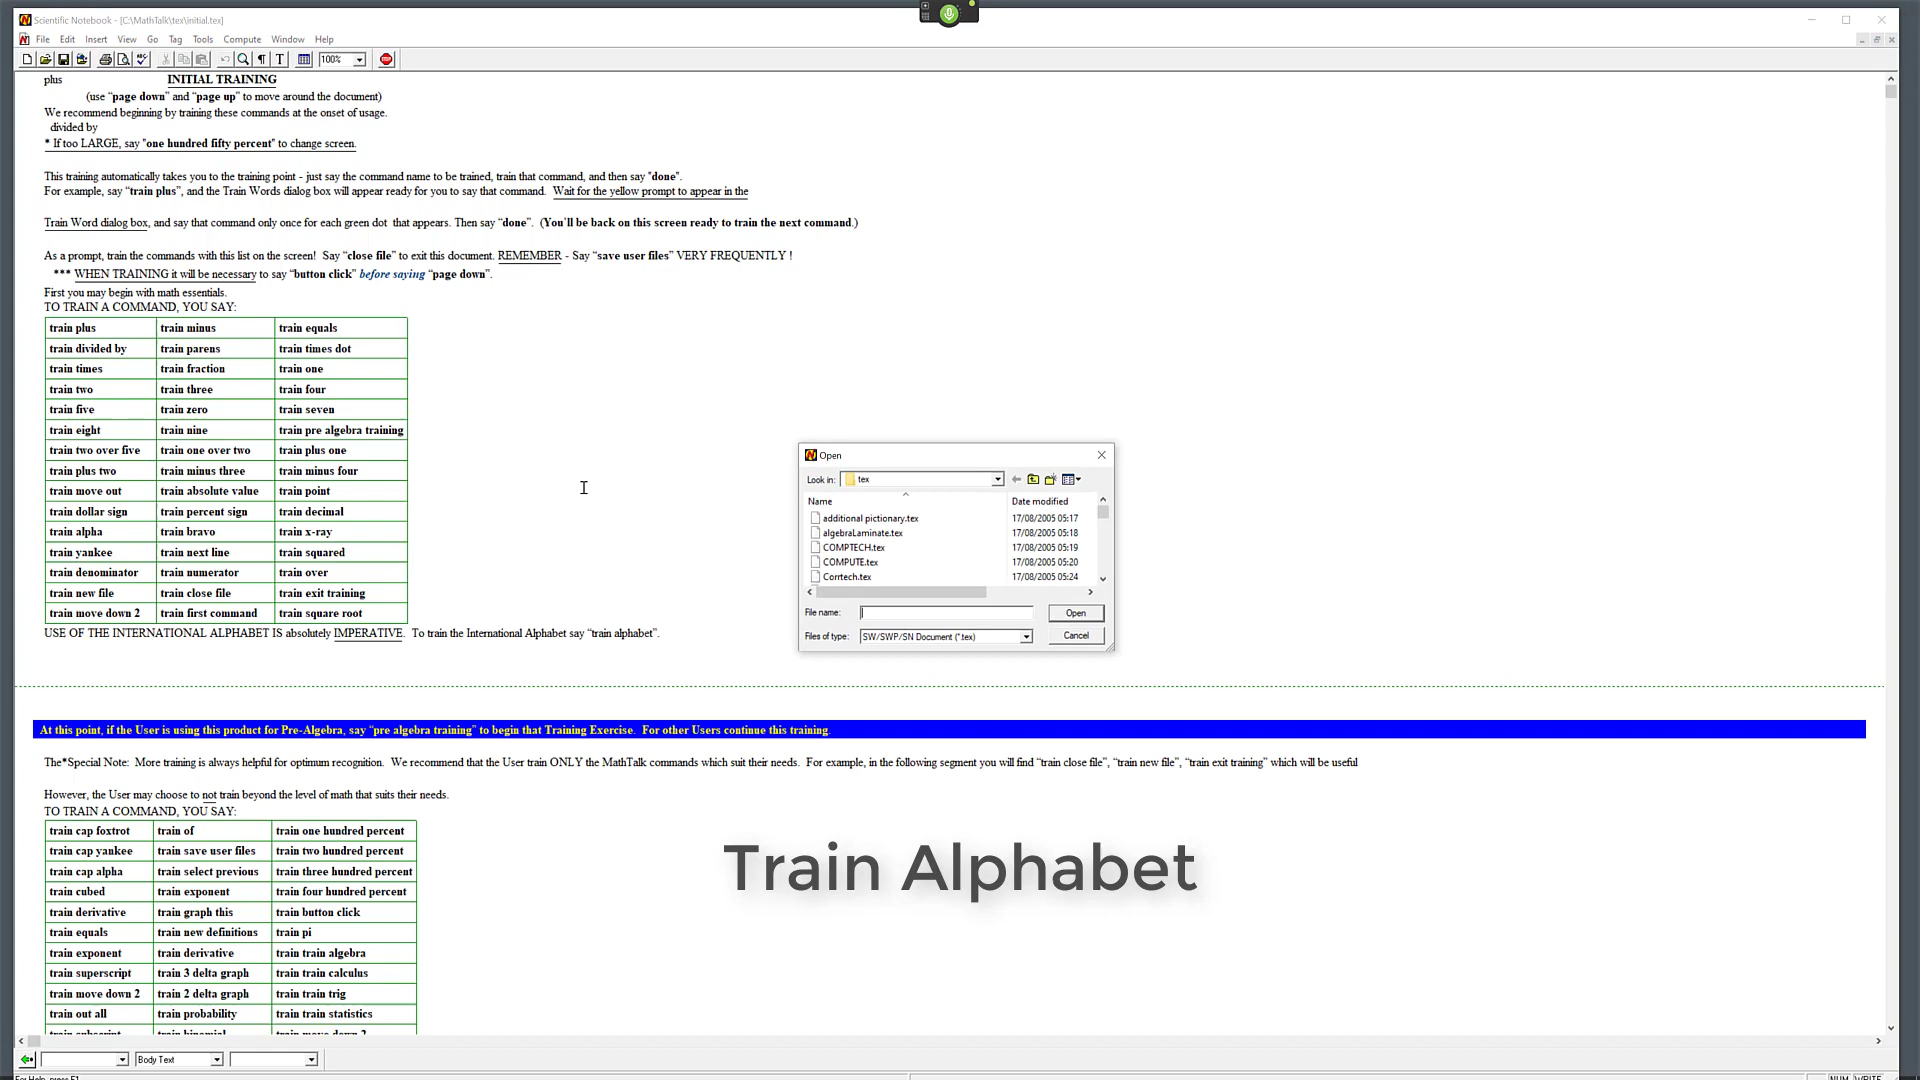 Scientific Notebook - [C:\MathTalk\tex\initial.tex]
File Edit Insert View Go Tag Tools Compute Window Help
100%
plus INITIAL TRAINING
(use “page down” and “page up” to move around the document)
We recommend beginning by training these commands at the onset of usage.
divided by
* If too LARGE, say "one hundred fifty percent" to change screen.
This training automatically takes you to the training point - just say the command name to be trained, train that command, and then say "done".
For example, say “train plus”, and the Train Words dialog box will appear ready for you to say that command. Wait for the yellow prompt to appear in the
Train Word dialog box, and say that command only once for each green dot that appears. Then say “done”. (You’ll be back on this screen ready to train the next command.)
As a prompt, train the commands with this list on the screen! Say “close file” to exit this document. REMEMBER - Say “save user files” VERY FREQUENTLY !
*** WHEN TRAINING it will be necessary to say “button click” before saying “page down”.
First you may begin with math essentials.
TO TRAIN A COMMAND, YOU SAY:
train plus train minus train equals
train divided by train parens train times dot
train times train fraction train one
train two train three train four
train five train zero train seven
train eight train nine train pre algebra training
train two over five train one over two train plus one
train plus two train minus three train minus four
train move out train absolute value train point
train dollar sign train percent sign train decimal
train alpha train bravo train x-ray
train yankee train next line train squared
train denominator train numerator train over
train new file train close file train exit training
train move down 2 train first command train square root
USE OF THE INTERNATIONAL ALPHABET IS absolutely IMPERATIVE. To train the International Alphabet say “train alphabet”.
Open
Look in: tex
Name Date modified
additional pictionary.tex 17/08/2005 05:17
algebraLaminate.tex 17/08/2005 05:18
COMPTECH.tex 17/08/2005 05:19
COMPUTE.tex 17/08/2005 05:20
Corrtech.tex 17/08/2005 05:24
File name: Open
Files of type: SW/SWP/SN Document (*.tex) Cancel
At this point, if the User is using this product for Pre-Algebra, say “pre algebra training” to begin that Training Exercise. For other Users continue this training.
The*Special Note: More training is always helpful for optimum recognition. We recommend that the User train ONLY the MathTalk commands which suit their needs. For example, in the following segment you will find “train close file”, “train new file”, “train exit training” which will be useful
However, the User may choose to not train beyond the level of math that suits their needs.
TO TRAIN A COMMAND, YOU SAY:
train cap foxtrot train of train one hundred percent
train cap yankee train save user files train two hundred percent
train cap alpha train select previous train three hundred percent
train cubed train exponent train four hundred percent
train derivative train graph this train button click
train equals train new definitions train pi
train exponent train derivative train train algebra
train superscript train 3 delta graph train train calculus
train move down 2 train 2 delta graph train train trig
train out all train probability train train statistics
train subscript train binomial train move down 2
Train Alphabet
Body Text
For Help, press F1
NUM WRITE